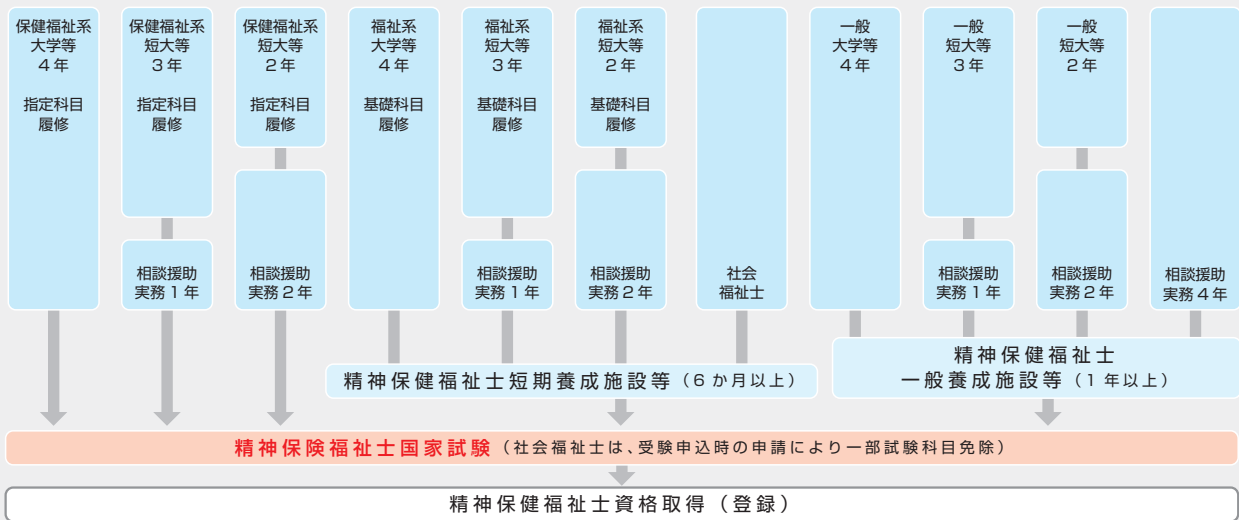 保健福祉系
大学等
4年
指定科目
履修
保健福祉系
短大等
3年
指定科目
履修
相談援助
実務1年
保健福祉系
短大等
2年
指定科目
履修
相談援助
実務2年
福祉系
大学等
4年
基礎科目
履修
福祉系
短大等
3年
基礎科目
履修
相談援助
実務1年
福祉系
短大等
2年
基礎科目
履修
相談援助
実務2年
社会
福祉士
一般
大学等
4年
一般
短大等
3年
相談援助
実務1年
一般
短大等
2年
相談援助
実務2年
相談援助
実務4年
精神保健福祉士短期養成施設等（6か月以上）
精神保健福祉士
一般養成施設等（1年以上）
精神保険福祉士国家試験（社会福祉士は、受験申込時の申請により一部試験科目免除）
精神保健福祉士資格取得（登録）